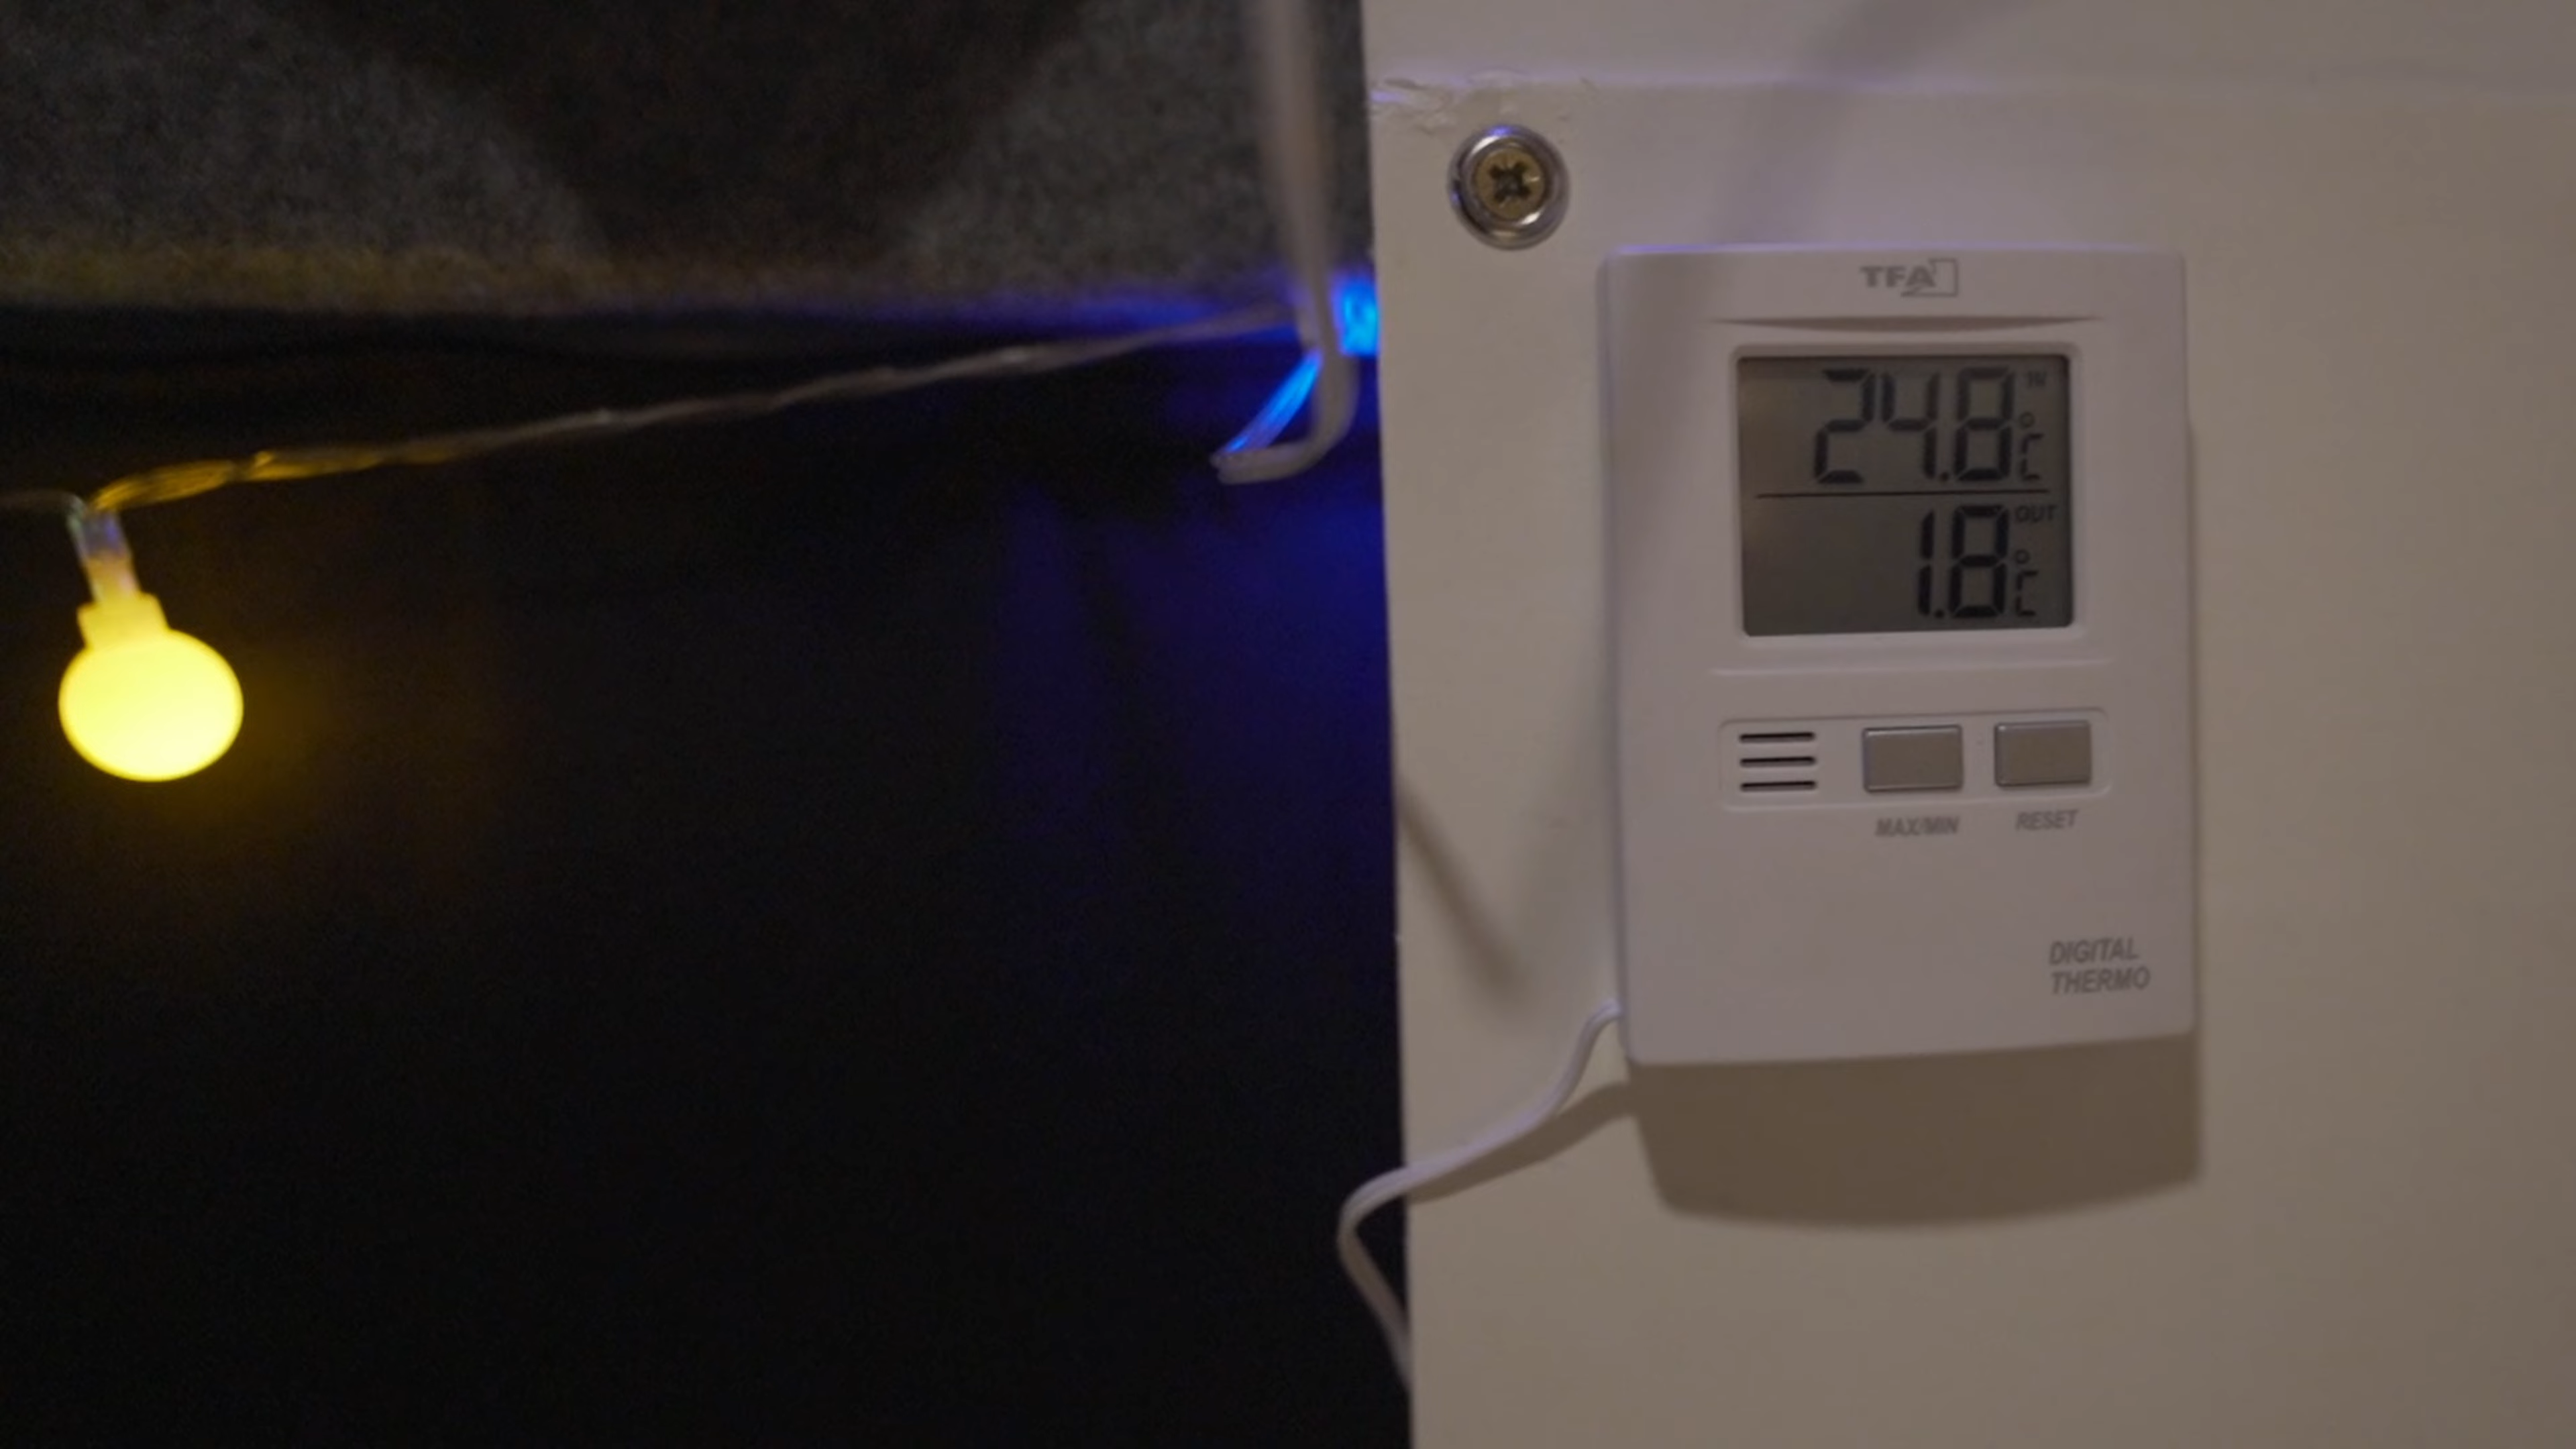 TFA
IN
24.8 °C
OUT
1.8 °C
MAX/MIN
RESET
DIGITAL
THERMO